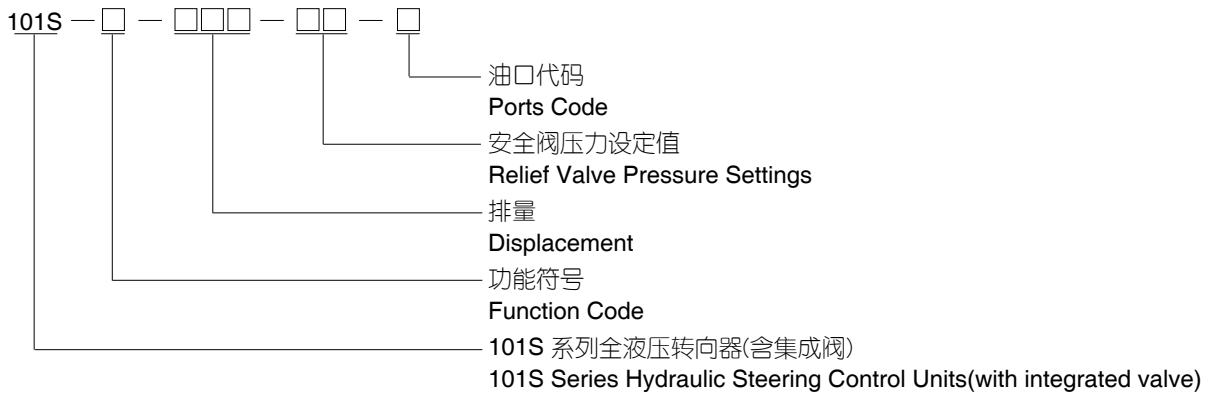 101S — □ — □□□ — □□ — □
油口代码
Ports Code
安全阀压力设定值
Relief Valve Pressure Settings
排量
Displacement
功能符号
Function Code
101S 系列全液压转向器(含集成阀)
101S Series Hydraulic Steering Control Units(with integrated valve)